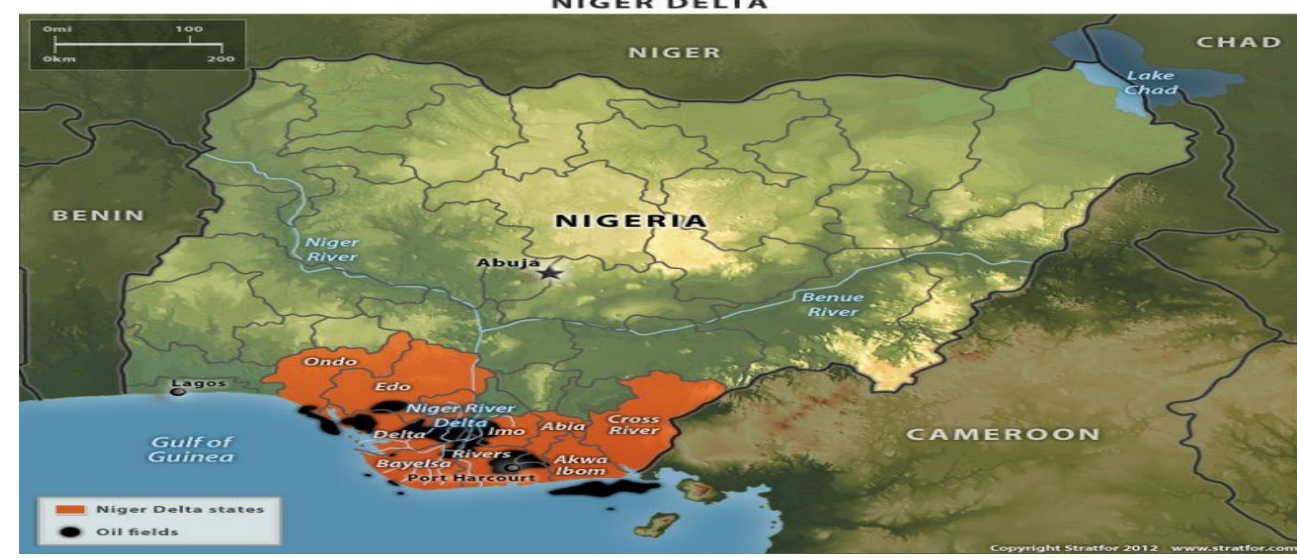 NIGER DELTA
0mi 100
0km 200
NIGER
CHAD
Lake
Chad
BENIN
NIGERIA
Niger
River
Abuja
Benue
River
Ondo
Lagos
Edo
Niger River
Delta
Delta
Imo
Abia
Cross
River
Gulf of
Guinea
CAMEROON
Rivers
Bayelsa
Akwa
Ibom
Port Harcourt
Niger Delta states
Oil fields
Copyright Stratfor 2012 www.stratfor.com